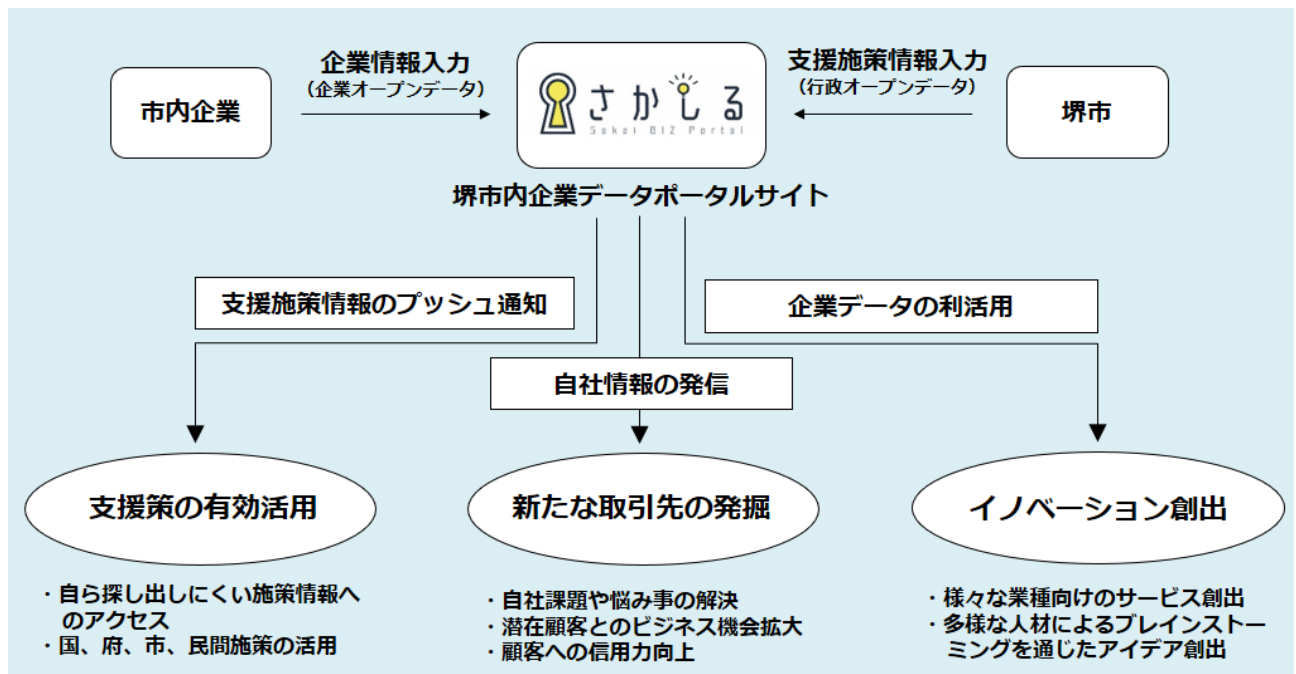 企業情報入力
（企業オープンデータ）
市内企業
さかしる
Sakai BIZ Portal
支援施策情報入力
（行政オープンデータ）
堺市
堺市内企業データポータルサイト
支援施策情報のプッシュ通知
企業データの利活用
自社情報の発信
支援策の有効活用
新たな取引先の発掘
イノベーション創出
・自ら探し出しにくい施策情報へ
のアクセス
・国、府、市、民間施策の活用
・自社課題や悩み事の解決
・潜在顧客とのビジネス機会拡大
・顧客への信用力向上
・様々な業種向けのサービス創出
・多様な人材によるブレインストー
ミングを通じたアイデア創出